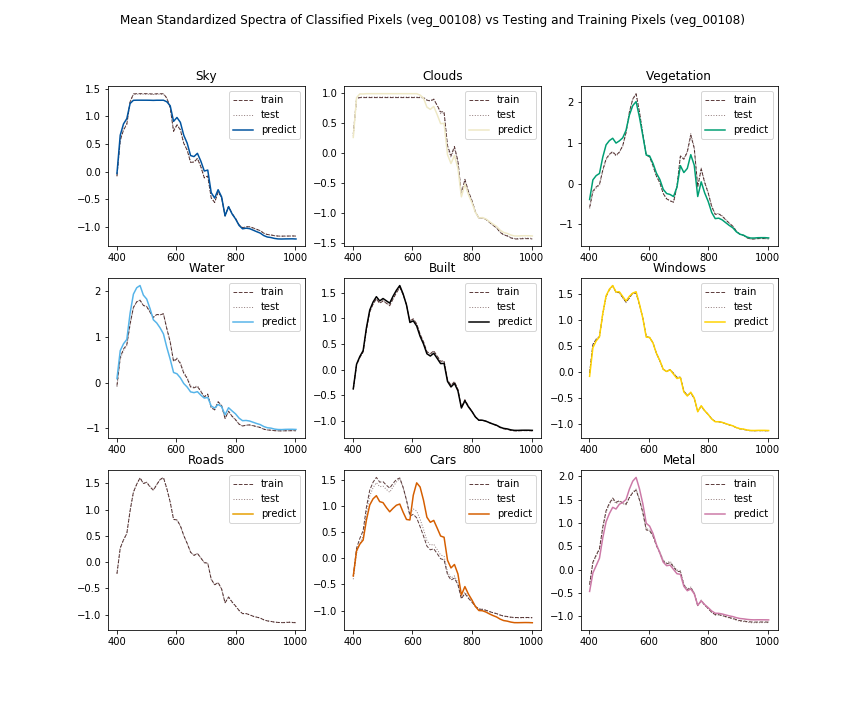 Mean Standardized Spectra of Classified Pixels (veg_00108) vs Testing and Training Pixels (veg_00108)
Sky
1.5
1.0
0.5
0.0
−0.5
−1.0
400 600 800 1000
train
test
predict
Clouds
1.0
0.5
0.0
−0.5
−1.0
−1.5
400 600 800 1000
train
test
predict
Vegetation
2
1
0
−1
400 600 800 1000
train
test
predict
Water
2
1
0
−1
400 600 800 1000
train
test
predict
Built
1.5
1.0
0.5
0.0
−0.5
−1.0
400 600 800 1000
train
test
predict
Windows
1.5
1.0
0.5
0.0
−0.5
−1.0
400 600 800 1000
train
test
predict
Roads
1.5
1.0
0.5
0.0
−0.5
−1.0
400 600 800 1000
train
test
predict
Cars
1.5
1.0
0.5
0.0
−0.5
−1.0
400 600 800 1000
train
test
predict
Metal
2.0
1.5
1.0
0.5
0.0
−0.5
−1.0
400 600 800 1000
train
test
predict